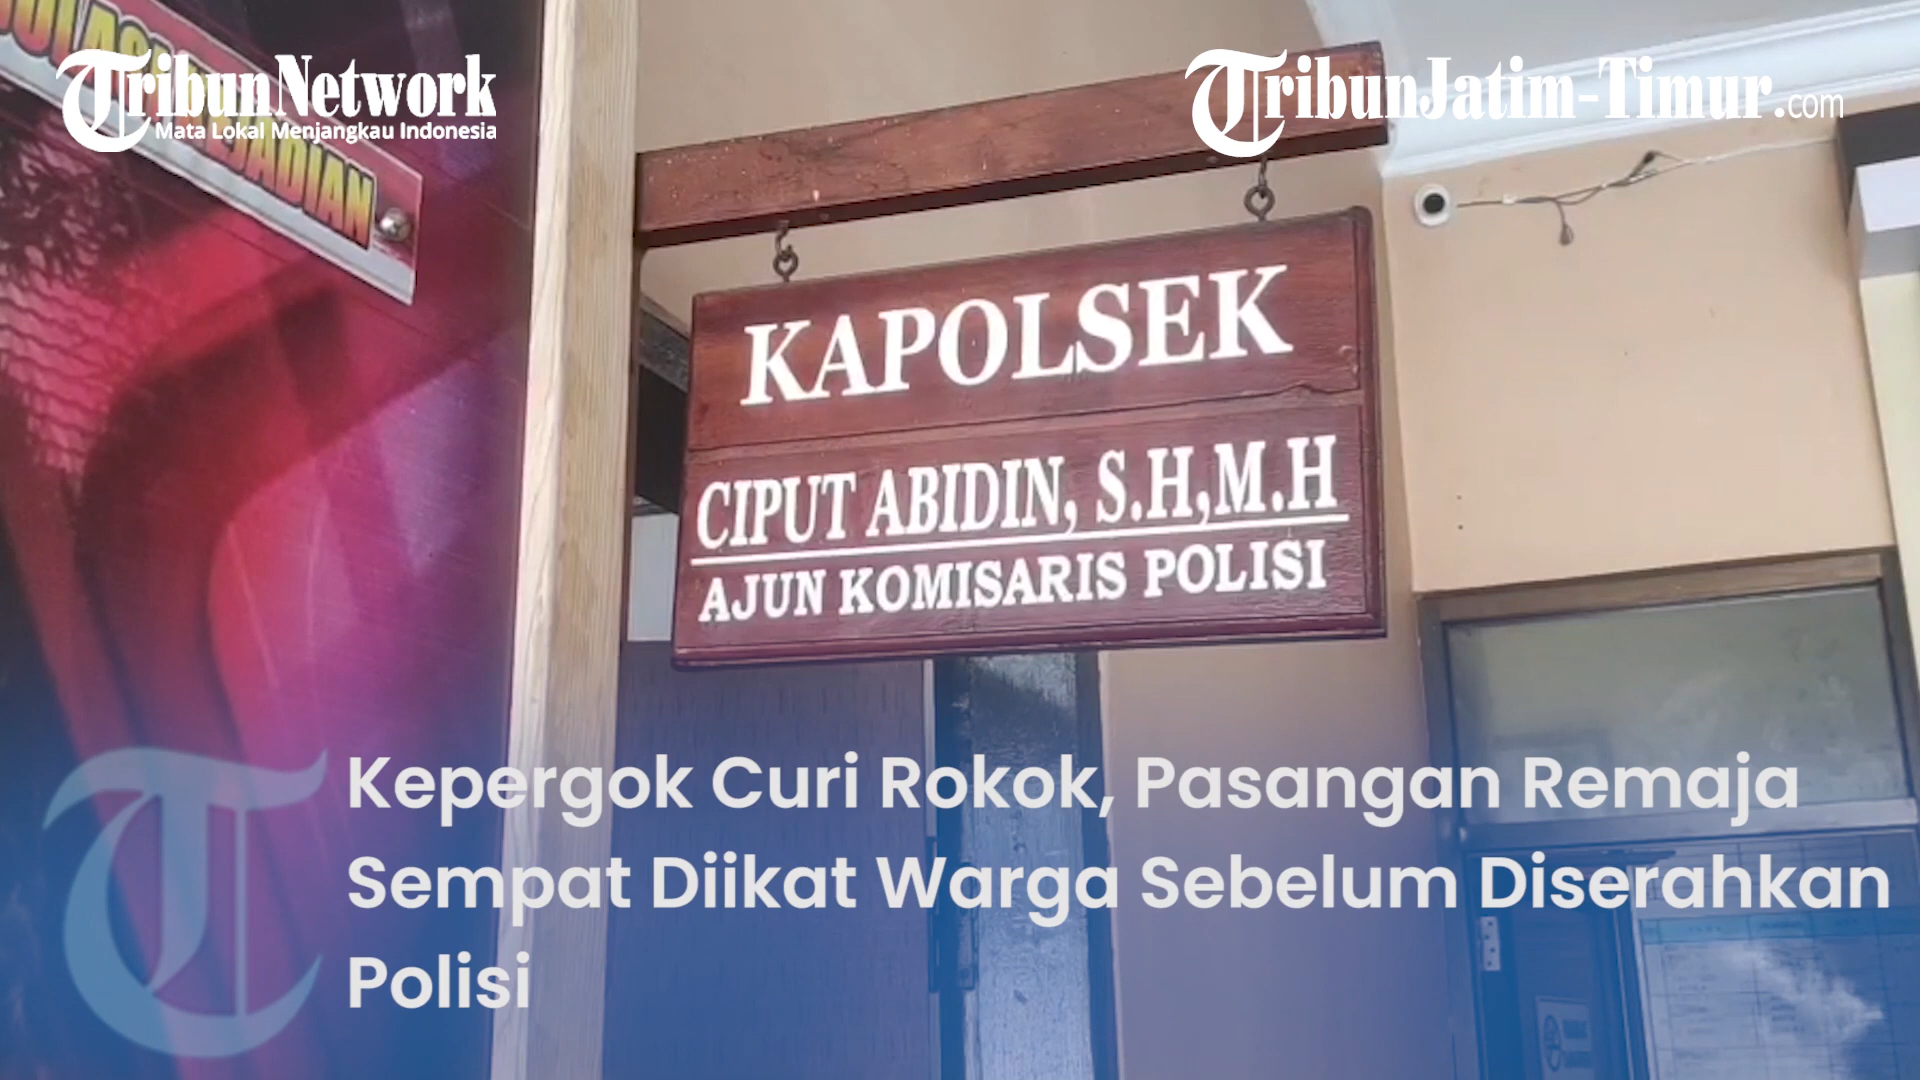 TribunNetwork
Mata Lokal Menjangkau Indonesia
TribunJatim-Timur.com
KAPOLSEK
CIPUT ABIDIN, S.H,M.H
AJUN KOMISARIS POLISI
Kepergok Curi Rokok, Pasangan Remaja
Sempat Diikat Warga Sebelum Diserahkan
Polisi